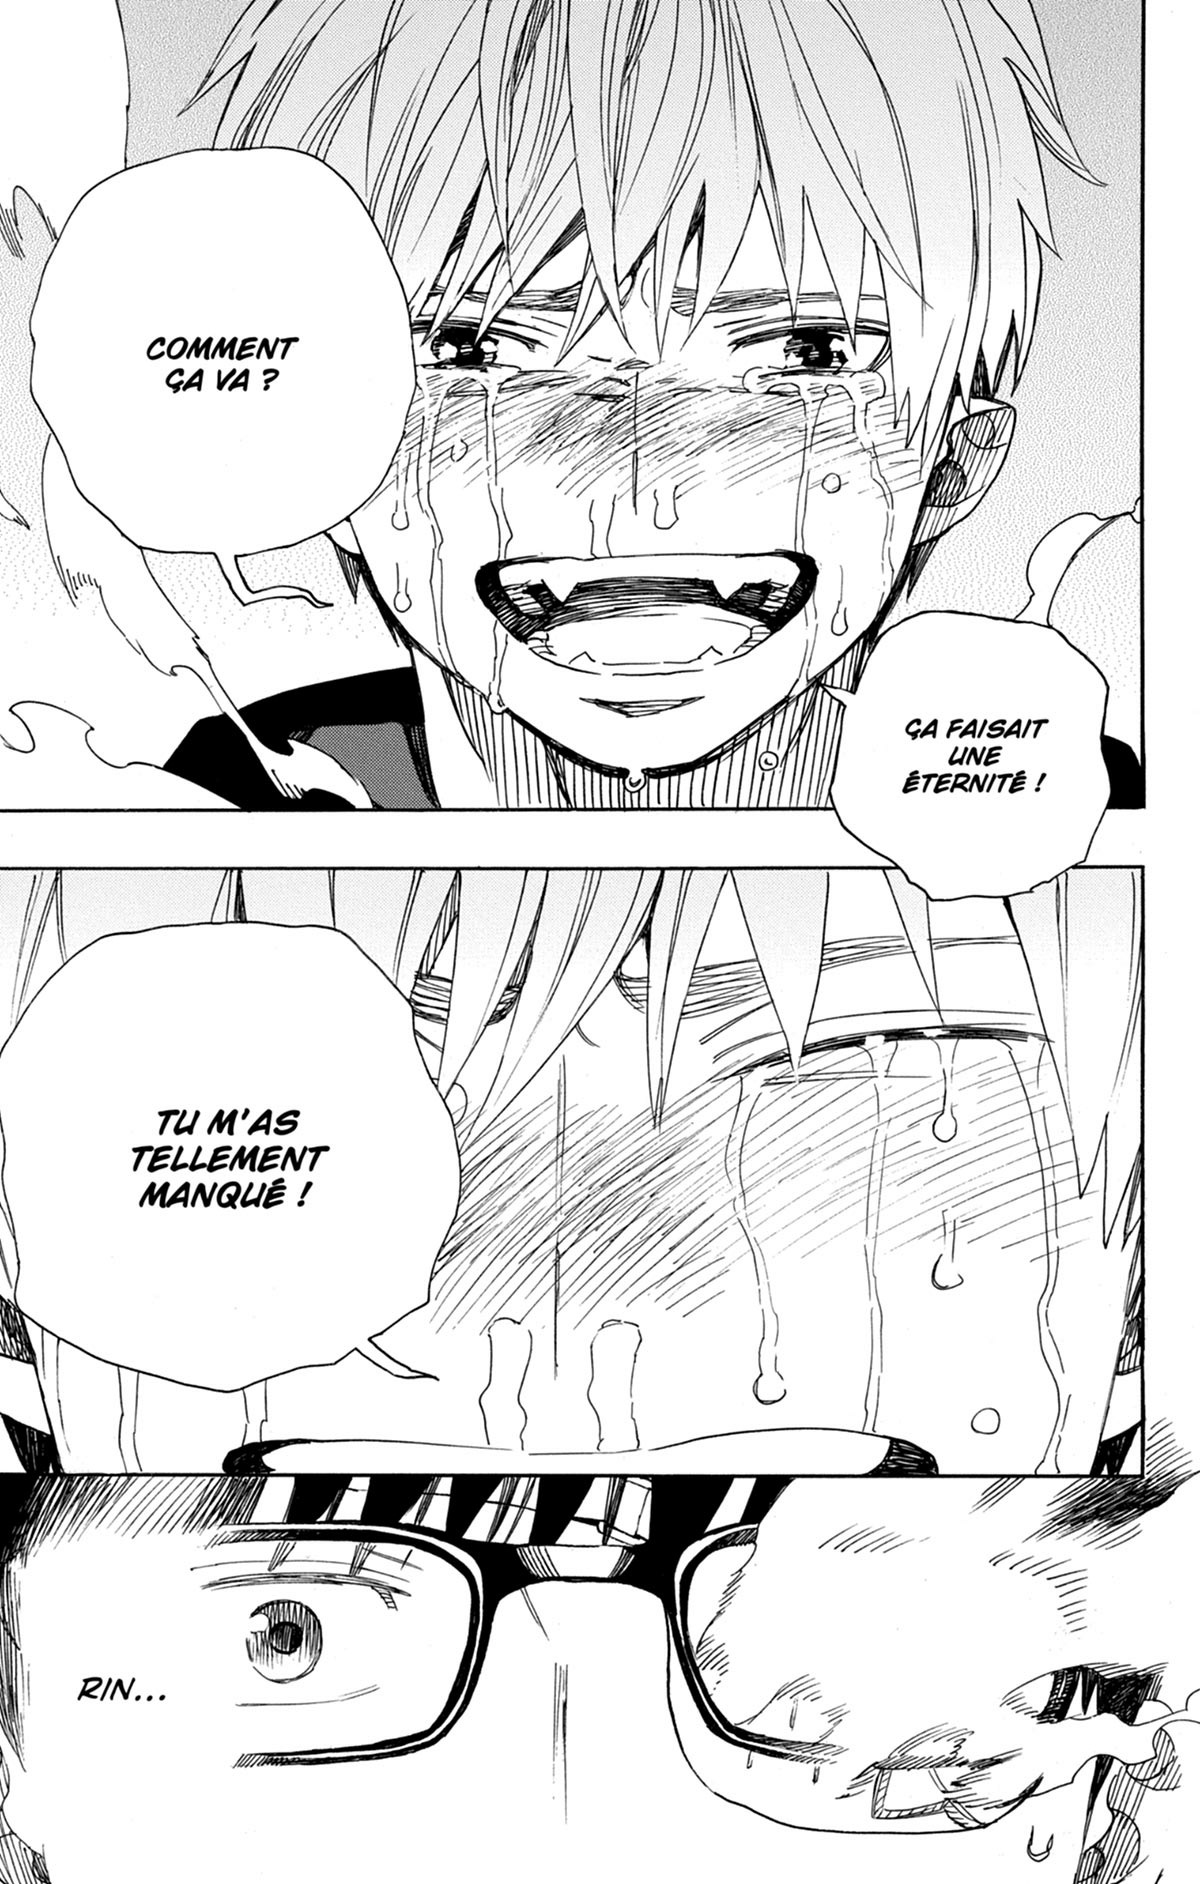 COMMENT
ÇA VA ?
ÇA FAISAIT
UNE
ÉTERNITÉ !
TU M'AS
TELLEMENT
MANQUÉ !
RIN...